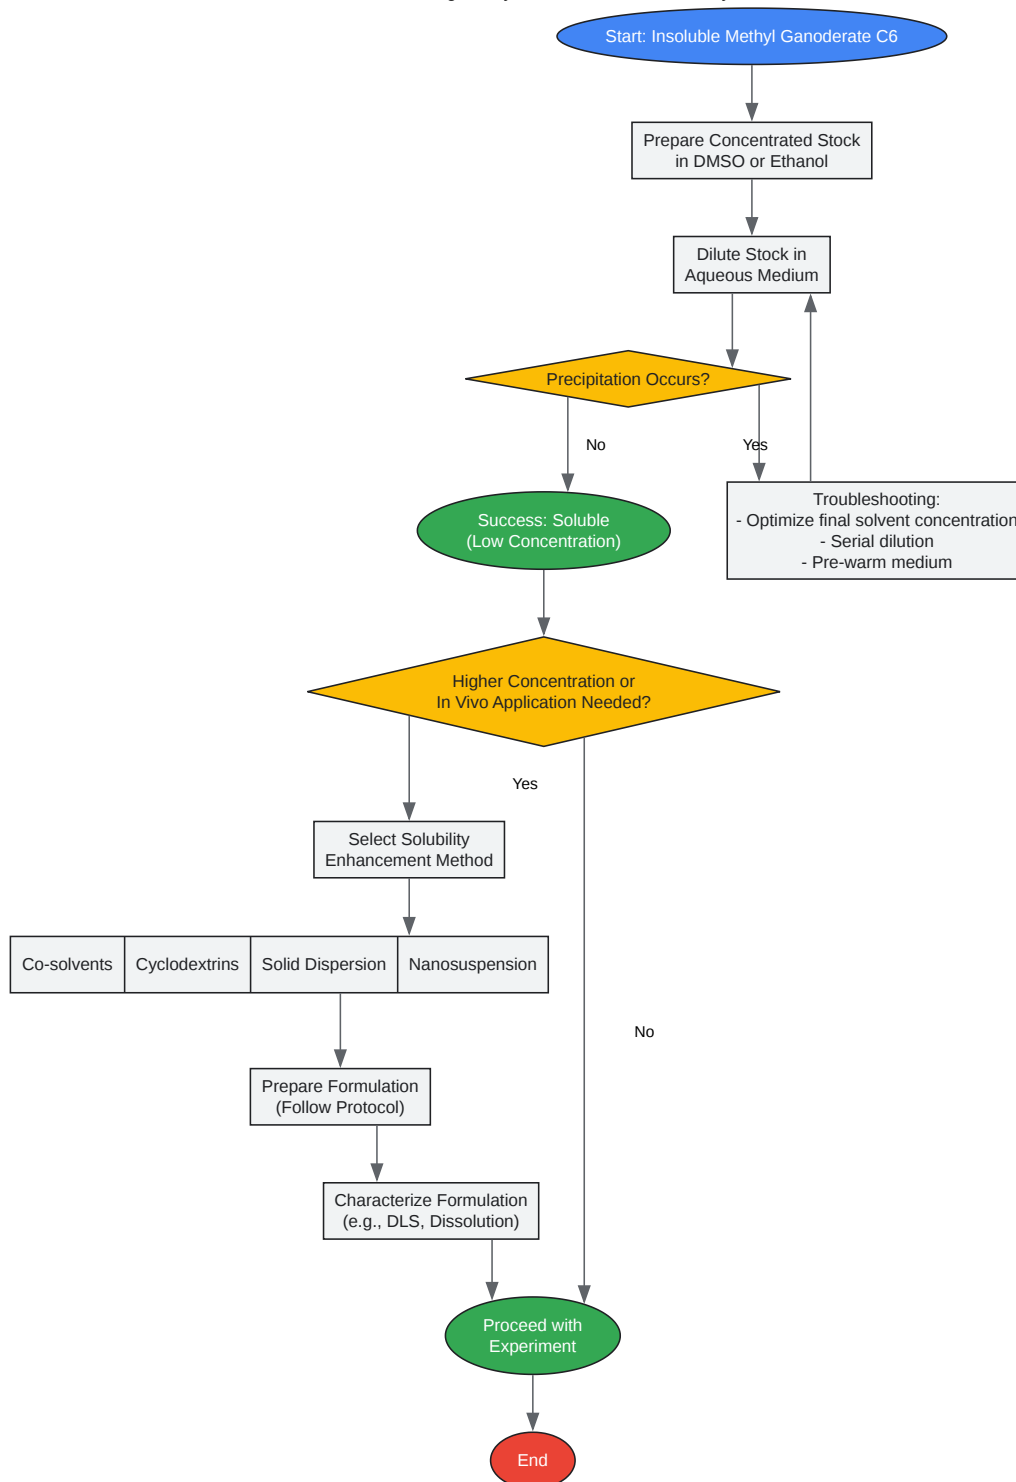 Start: Insoluble Methyl Ganoderate C6
Prepare Concentrated Stock
in DMSO or Ethanol
Dilute Stock in
Aqueous Medium
Precipitation Occurs?
No
Yes
Success: Soluble
(Low Concentration)
Troubleshooting:
- Optimize final solvent concentration
- Serial dilution
- Pre-warm medium
Higher Concentration or
In Vivo Application Needed?
Yes
Select Solubility
Enhancement Method
Co-solvents
Cyclodextrins
Solid Dispersion
Nanosuspension
No
Prepare Formulation
(Follow Protocol)
Characterize Formulation
(e.g., DLS, Dissolution)
Proceed with
Experiment
End